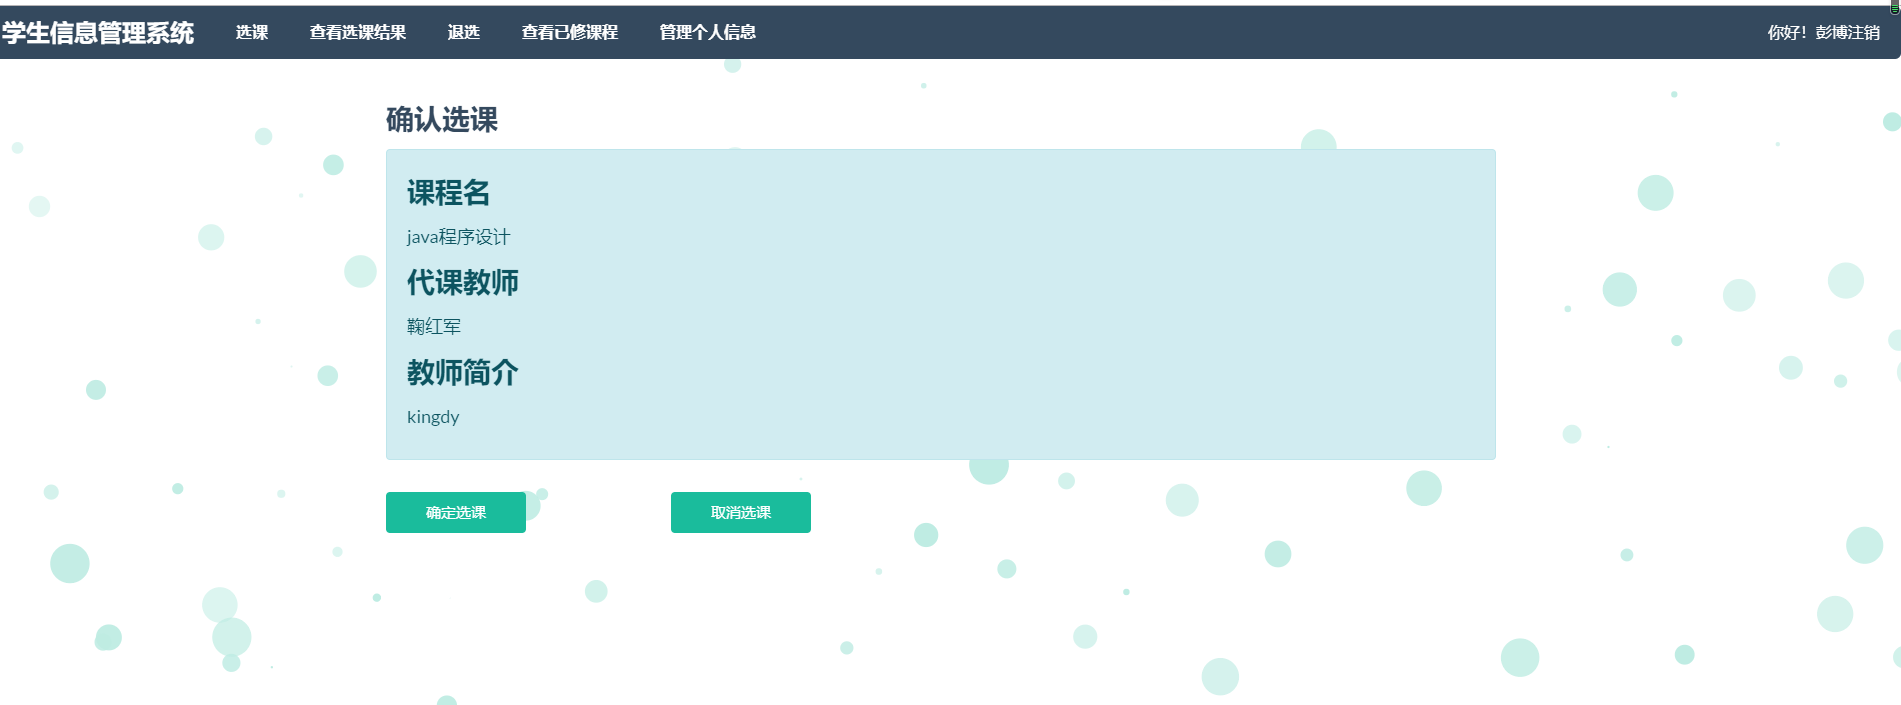 学生信息管理系统 选课 查看选课结果 退选 查看已修课程 管理个人信息 你好！彭博注销
确认选课
课程名
java程序设计
代课教师
鞠红军
教师简介
kingdy
确定选课 取消选课